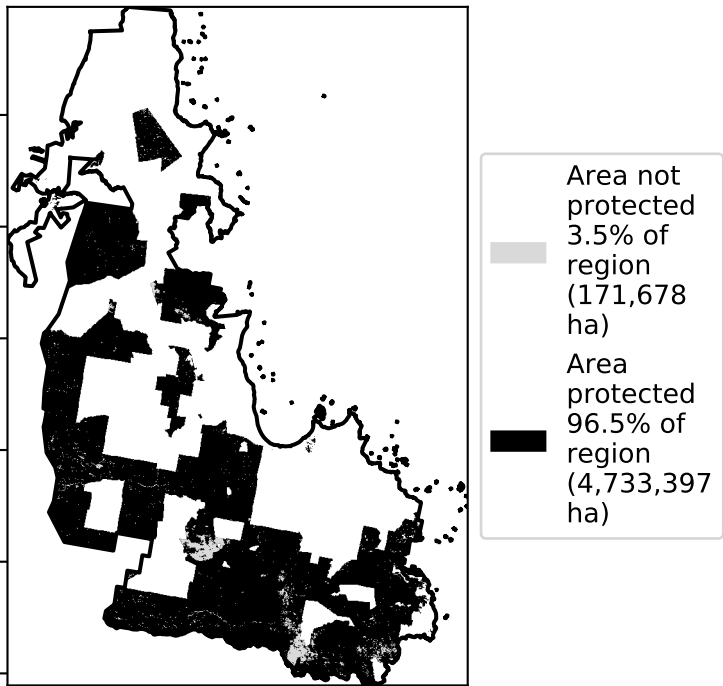 Area not
protected
3.5% of
region
(171,678
ha)
Area
protected
96.5% of
region
(4,733,397
ha)